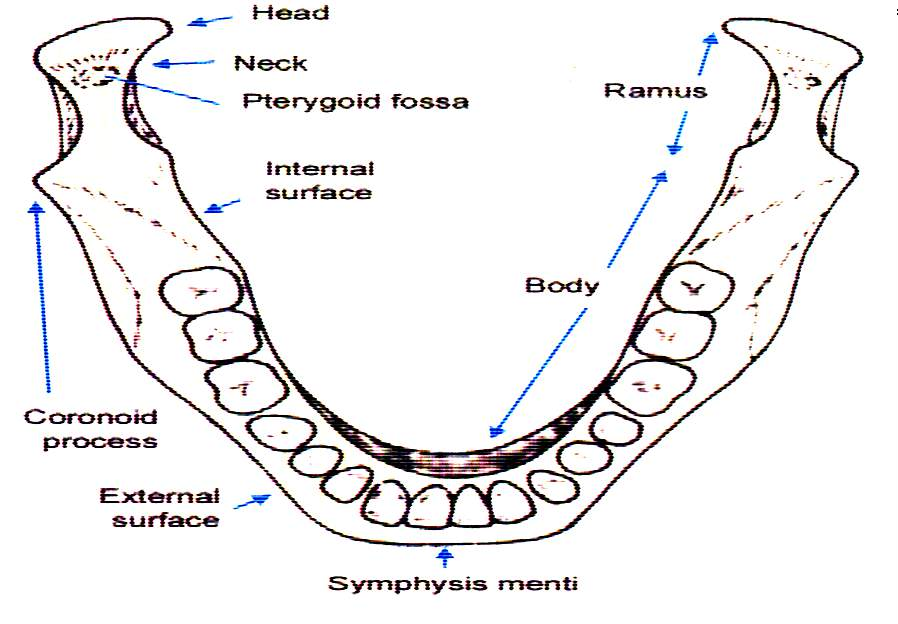 Head
Neck
Ramus
Pterygoid fossa
Internal
surface
Body
Coronoid
process
External
surface
Symphysis menti